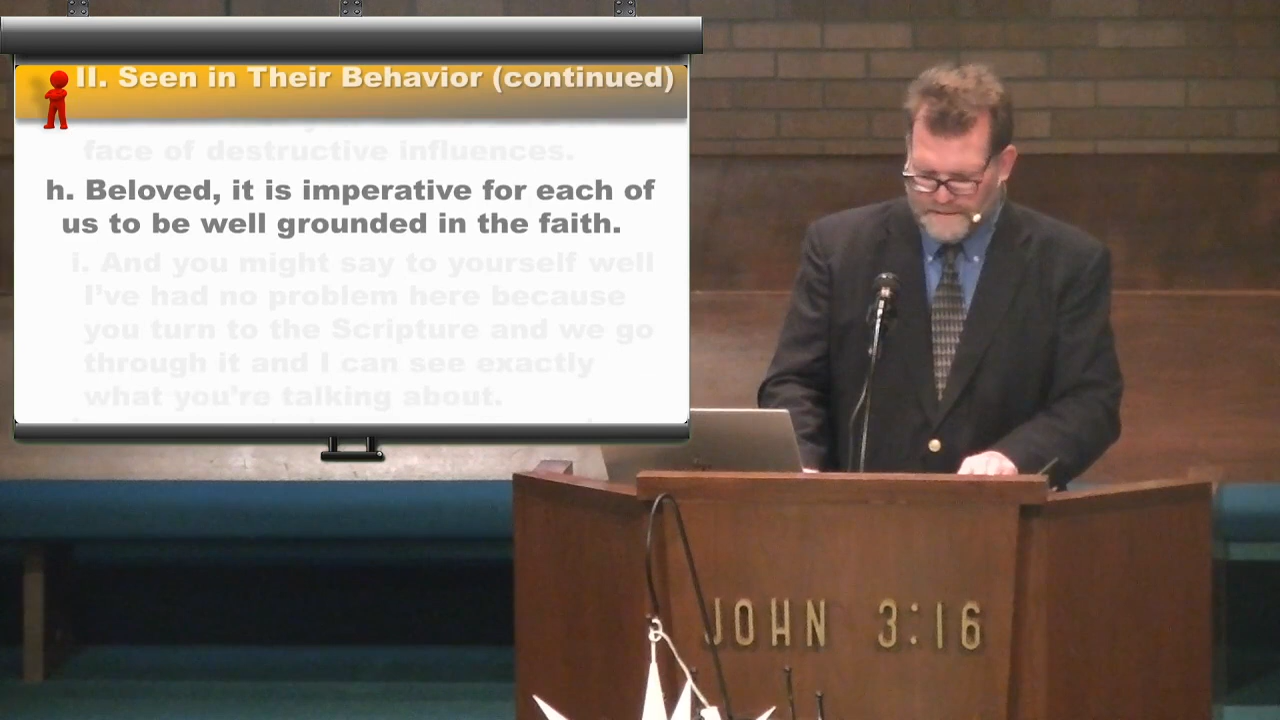 II. Seen in Their Behavior (continued)
face of destructive influences.
h. Beloved, it is imperative for each of
us to be well grounded in the faith.
i. And you might say to yourself well
I've had no problem here because
you turn to the Scripture and we go
through it and I can see exactly
what you're talking about.
JOHN 3:16